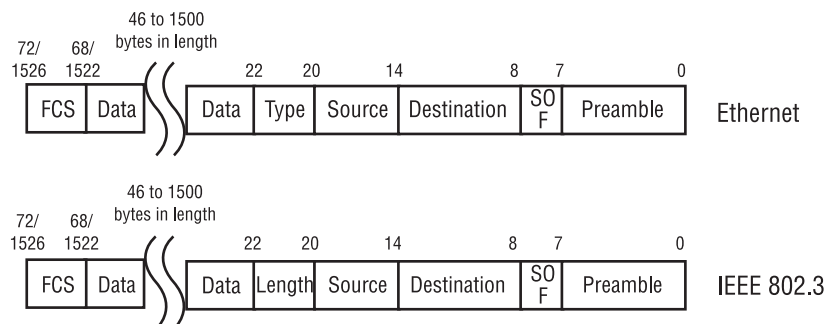 46 to 1500
bytes in length
72/
1526
68/
1522
22
20
14
8
7
0
FCS
Data
Data
Type
Source
Destination
SO
F
Preamble
Ethernet
46 to 1500
bytes in length
72/
1526
68/
1522
22
20
14
8
7
0
FCS
Data
Data
Length
Source
Destination
SO
F
Preamble
IEEE 802.3